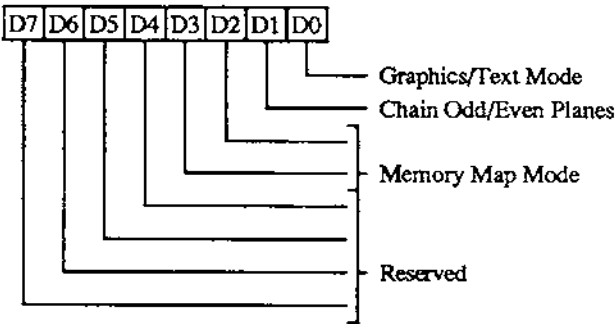 D7 D6 D5 D4 D3 D2 D1 D0
Graphics/Text Mode
Chain Odd/Even Planes
Memory Map Mode
Reserved